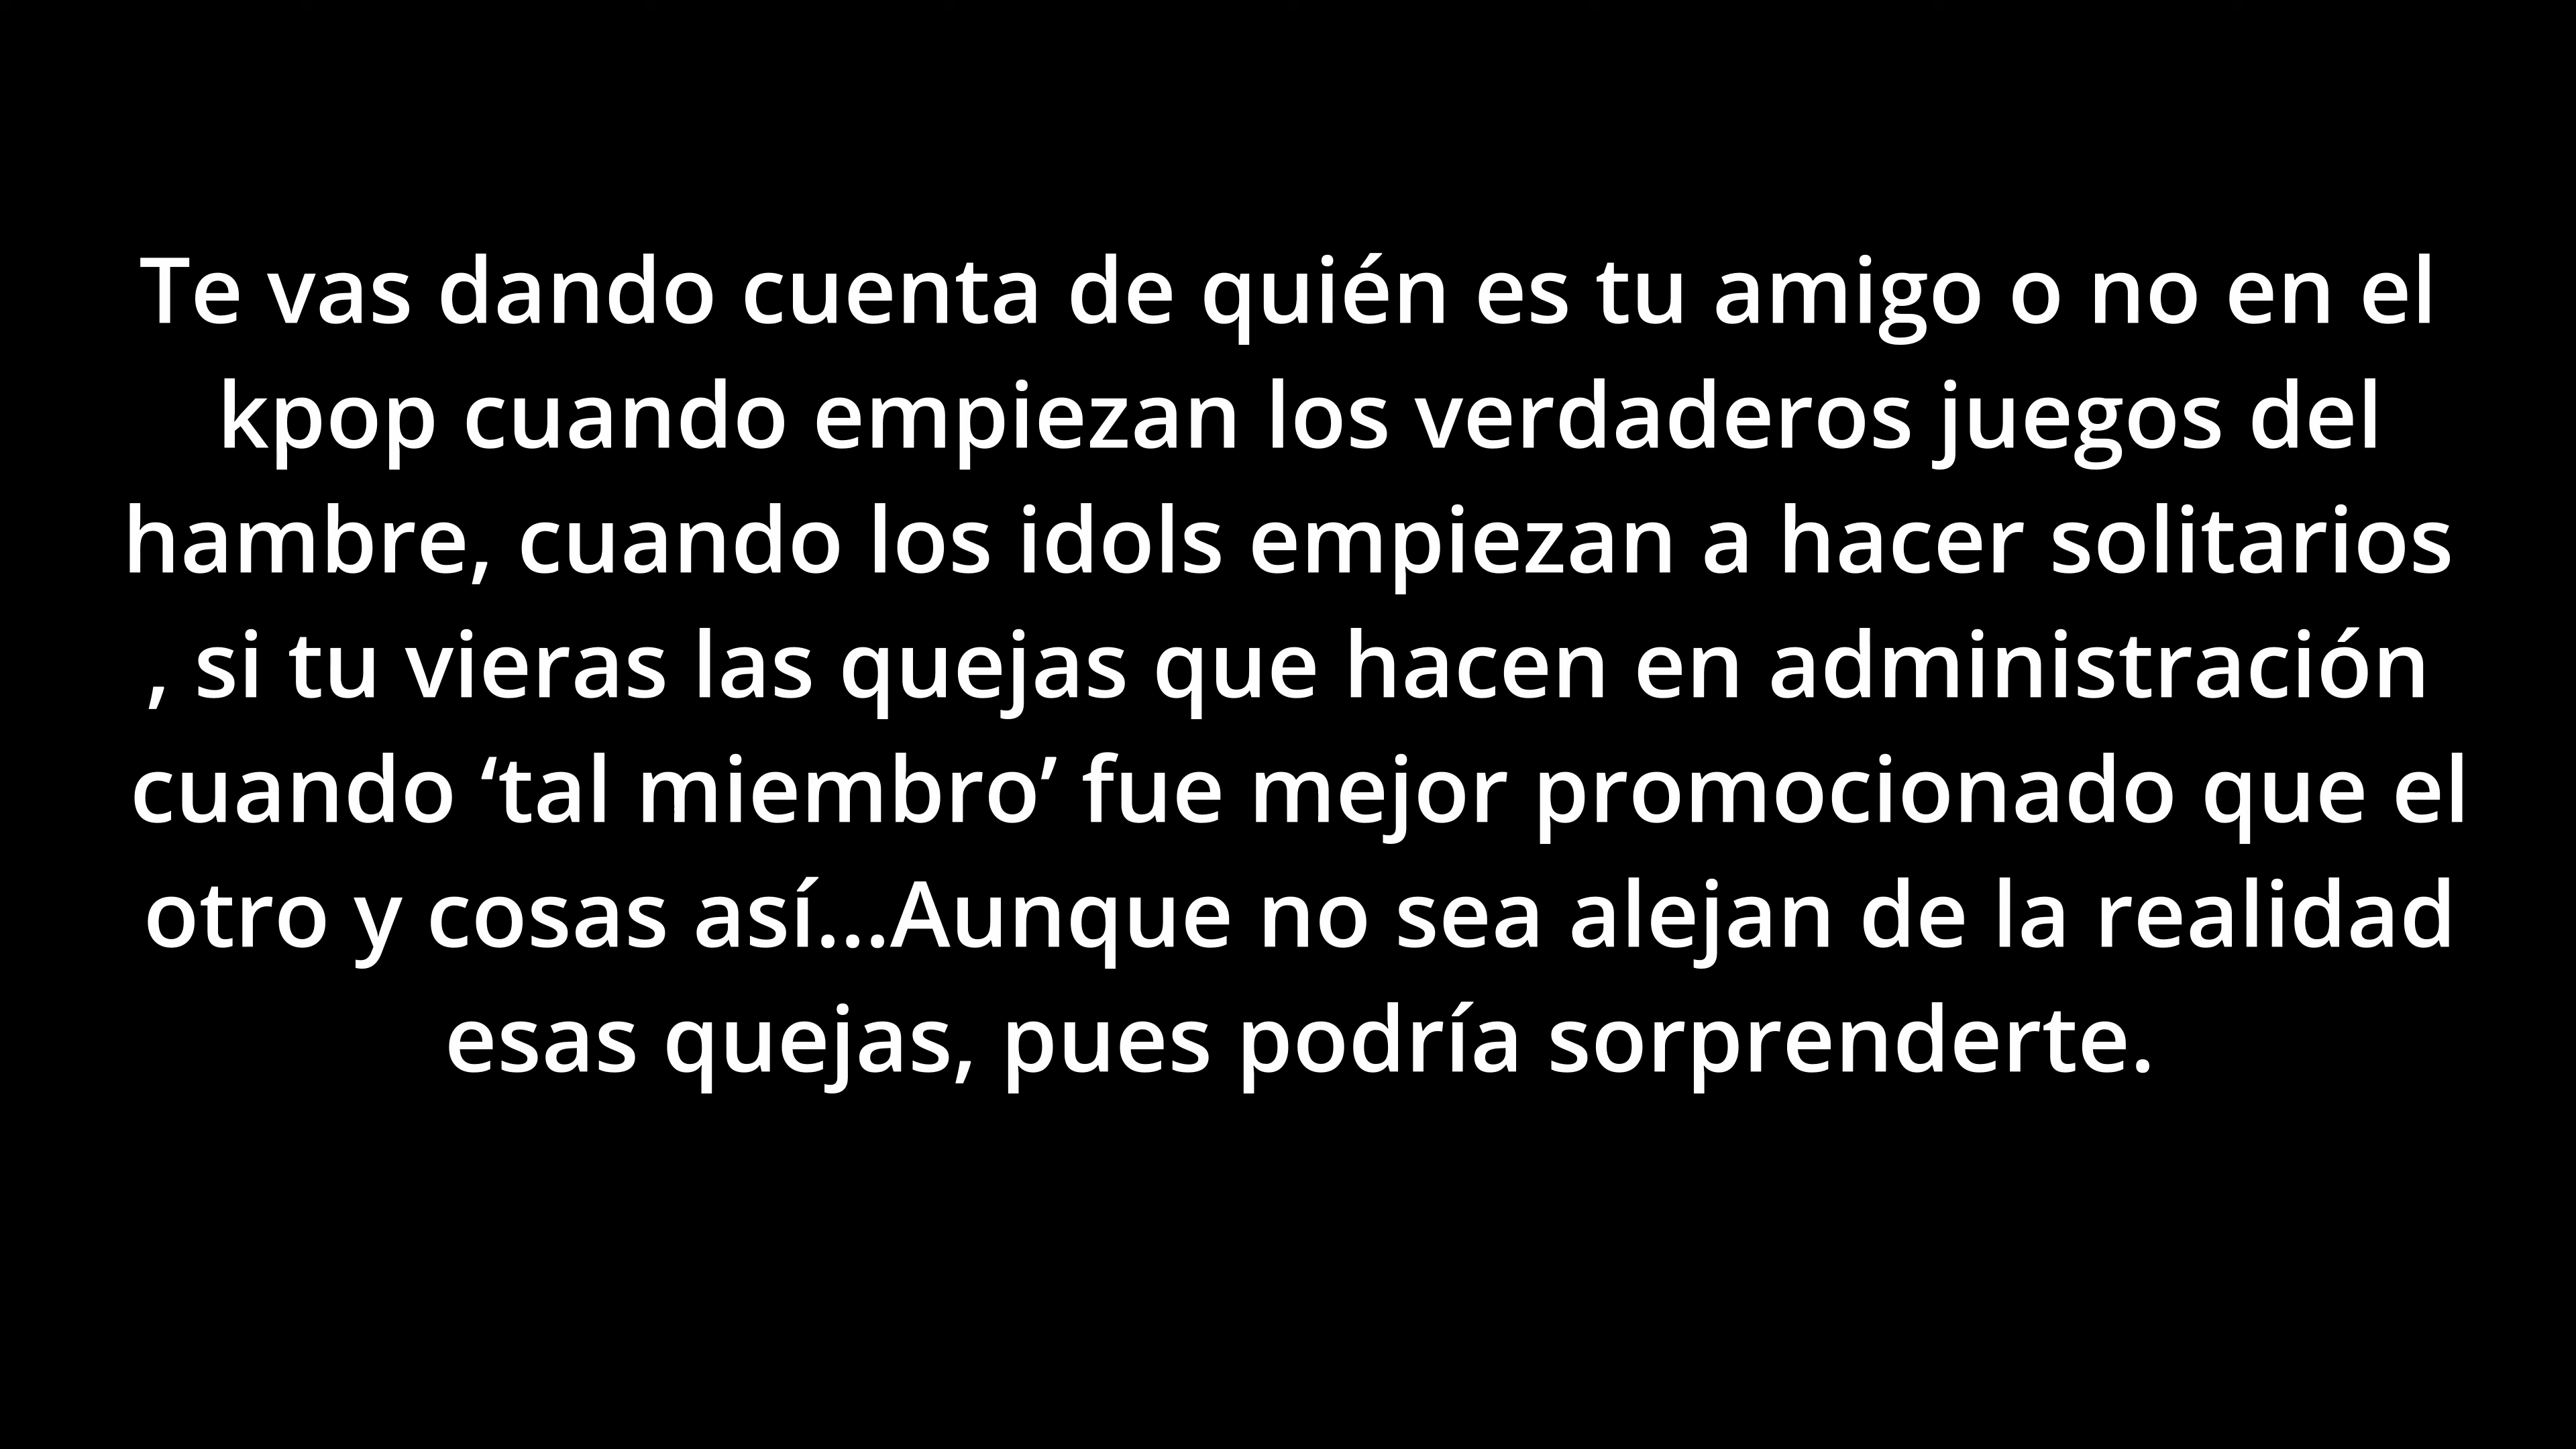 Te vas dando cuenta de quién es tu amigo o no en el
kpop cuando empiezan los verdaderos juegos del
hambre, cuando los idols empiezan a hacer solitarios
, si tu vieras las quejas que hacen en administración
cuando ‘tal miembro’ fue mejor promocionado que el
otro y cosas así...Aunque no sea alejan de la realidad
esas quejas, pues podría sorprenderte.